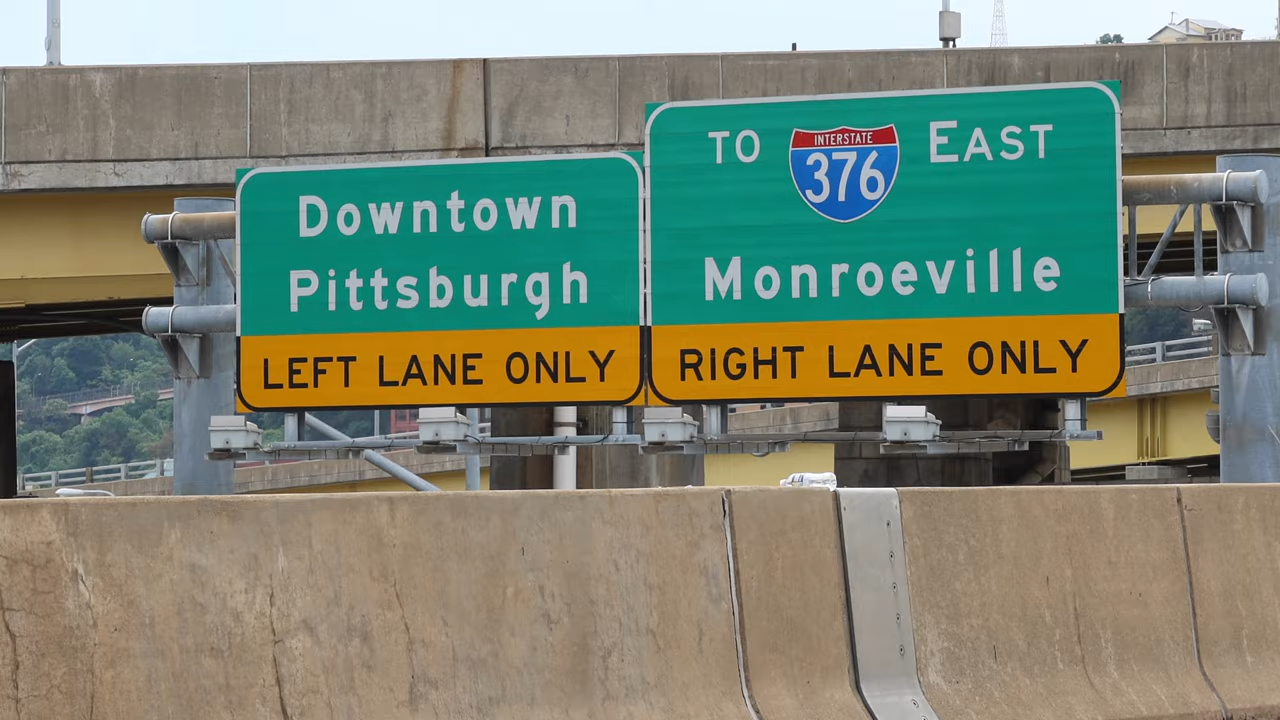 Downtown
Pittsburgh
LEFT LANE ONLY
TO INTERSTATE 376 EAST
Monroeville
RIGHT LANE ONLY